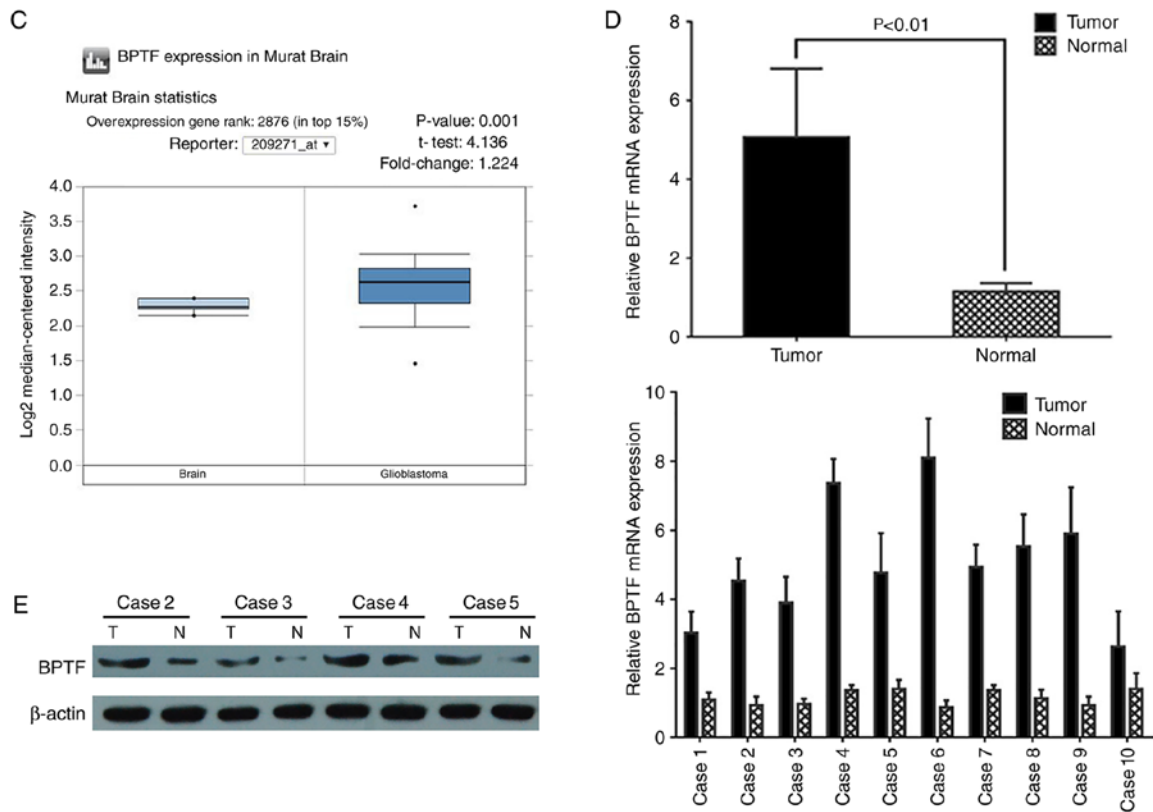 C
BPTF expression in Murat Brain
Murat Brain statistics
Overexpression gene rank: 2876 (in top 15%)
Reporter: 209271_at ▾
P-value: 0.001
t- test: 4.136
Fold-change: 1.224
Log2 median-centered intensity
4.0
3.5
3.0
2.5
2.0
1.5
1.0
0.5
0.0
Brain Glioblastoma
D
Relative BPTF mRNA expression
8
6
4
2
0
P<0.01
Tumor
Normal
Tumor Normal
Relative BPTF mRNA expression
10
8
6
4
2
0
Tumor
Normal
Case 1
Case 2
Case 3
Case 4
Case 5
Case 6
Case 7
Case 8
Case 9
Case 10
E
Case 2 Case 3 Case 4 Case 5
T N T N T N T N
BPTF
β-actin